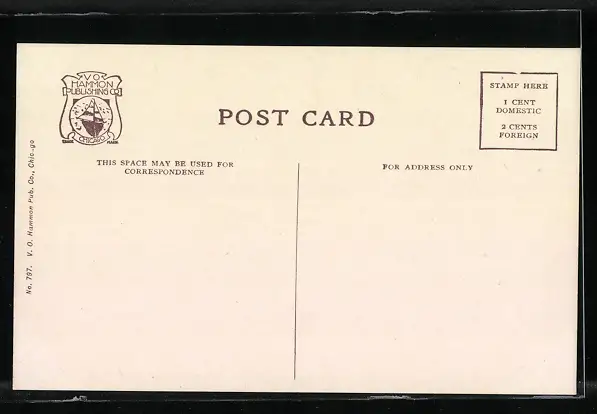 V O
HAMMON
PUBLISHING CO
CHICAGO
TRADE MARK
POST CARD
STAMP HERE
1 CENT
DOMESTIC
2 CENTS
FOREIGN
THIS SPACE MAY BE USED FOR
CORRESPONDENCE
FOR ADDRESS ONLY
No. 797. V. O. Hammon Pub. Co., Chicago